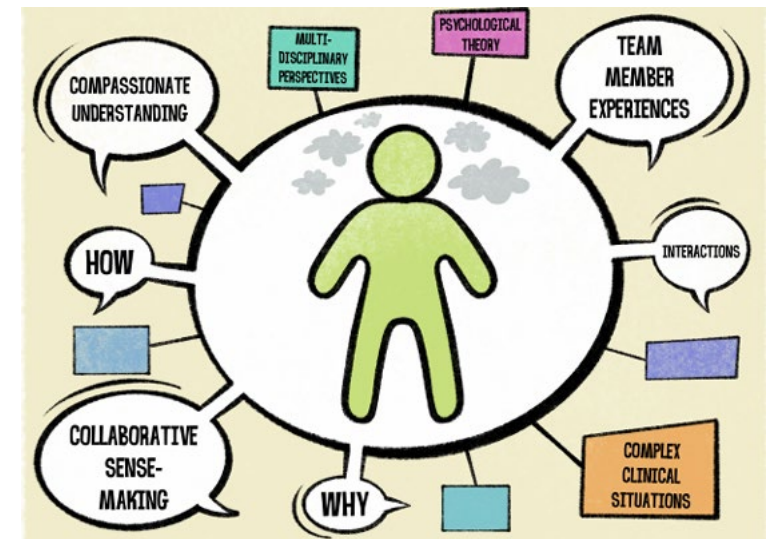 MULTI-
DISCIPLINARY
PERSPECTIVES
PSYCHOLOGICAL
THEORY
TEAM
MEMBER
EXPERIENCES
COMPASSIONATE
UNDERSTANDING
HOW
INTERACTIONS
COLLABORATIVE
SENSE-
MAKING
WHY
COMPLEX
CLINICAL
SITUATIONS